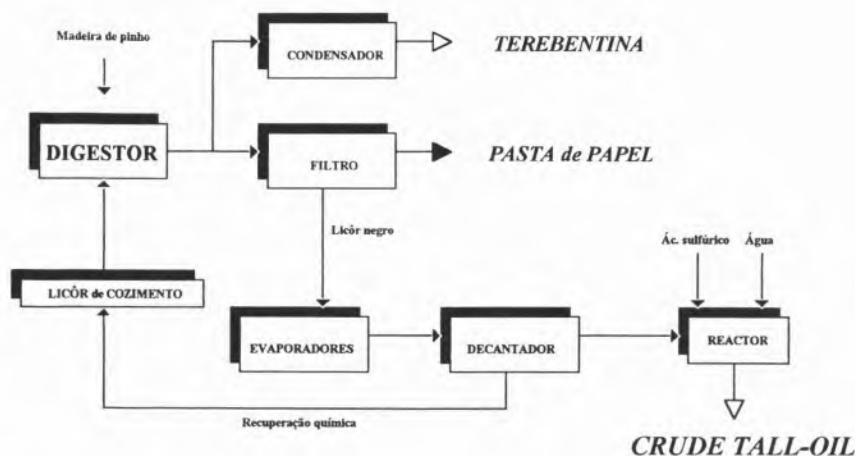 Madeira de pinho
CONDENSADOR
TEREBENTINA
DIGESTOR
FILTRO
PASTA de PAPEL
Licôr negro
Ác. sulfúrico
Água
LICÔR de COZIMENTO
EVAPORADORES
DECANTADOR
REACTOR
Recuperação química
CRUDE TALL-OIL